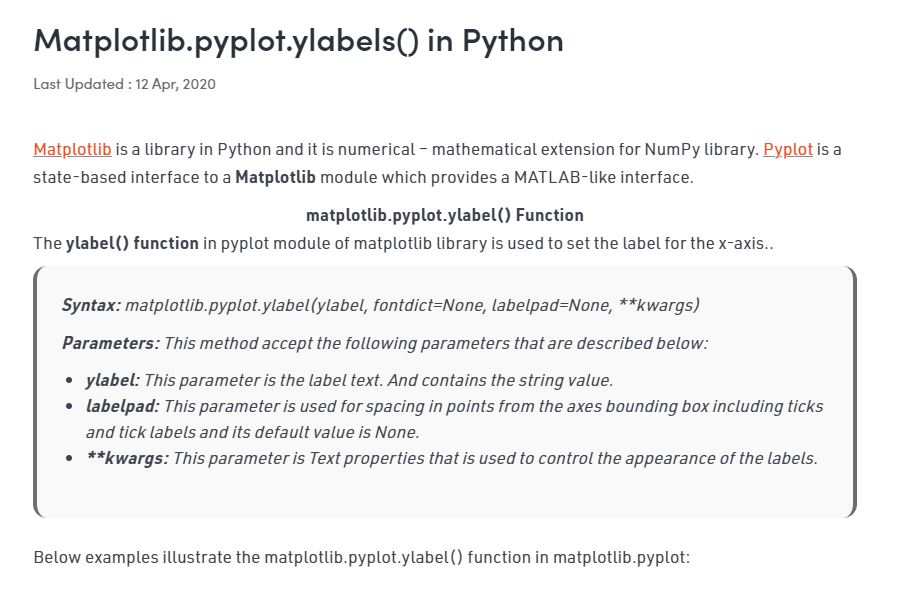 Matplotlib.pyplot.ylabels() in Python
Last Updated : 12 Apr, 2020
Matplotlib is a library in Python and it is numerical – mathematical extension for NumPy library. Pyplot is a
state-based interface to a Matplotlib module which provides a MATLAB-like interface.
matplotlib.pyplot.ylabel() Function
The ylabel() function in pyplot module of matplotlib library is used to set the label for the x-axis..
Syntax: matplotlib.pyplot.ylabel(ylabel, fontdict=None, labelpad=None, **kwargs)
Parameters: This method accept the following parameters that are described below:
• ylabel: This parameter is the label text. And contains the string value.
• labelpad: This parameter is used for spacing in points from the axes bounding box including ticks
and tick labels and its default value is None.
• **kwargs: This parameter is Text properties that is used to control the appearance of the labels.
Below examples illustrate the matplotlib.pyplot.ylabel() function in matplotlib.pyplot: